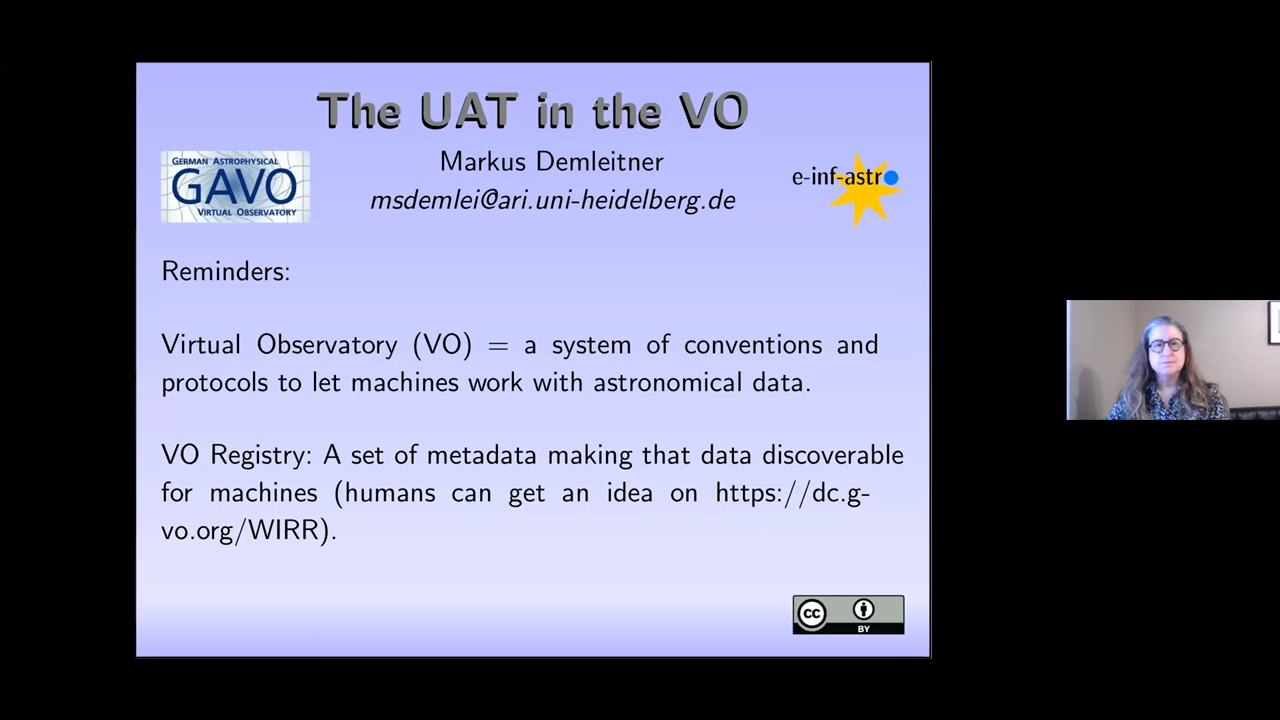 The UAT in the VO
GERMAN ASTROPHYSICAL
GAVO
VIRTUAL OBSERVATORY
Markus Demleitner
msdemlei@ari.uni-heidelberg.de
e-inf-astr
Reminders:
Virtual Observatory (VO) = a system of conventions and
protocols to let machines work with astronomical data.
VO Registry: A set of metadata making that data discoverable
for machines (humans can get an idea on https://dc.g-
vo.org/WIRR).
cc
BY